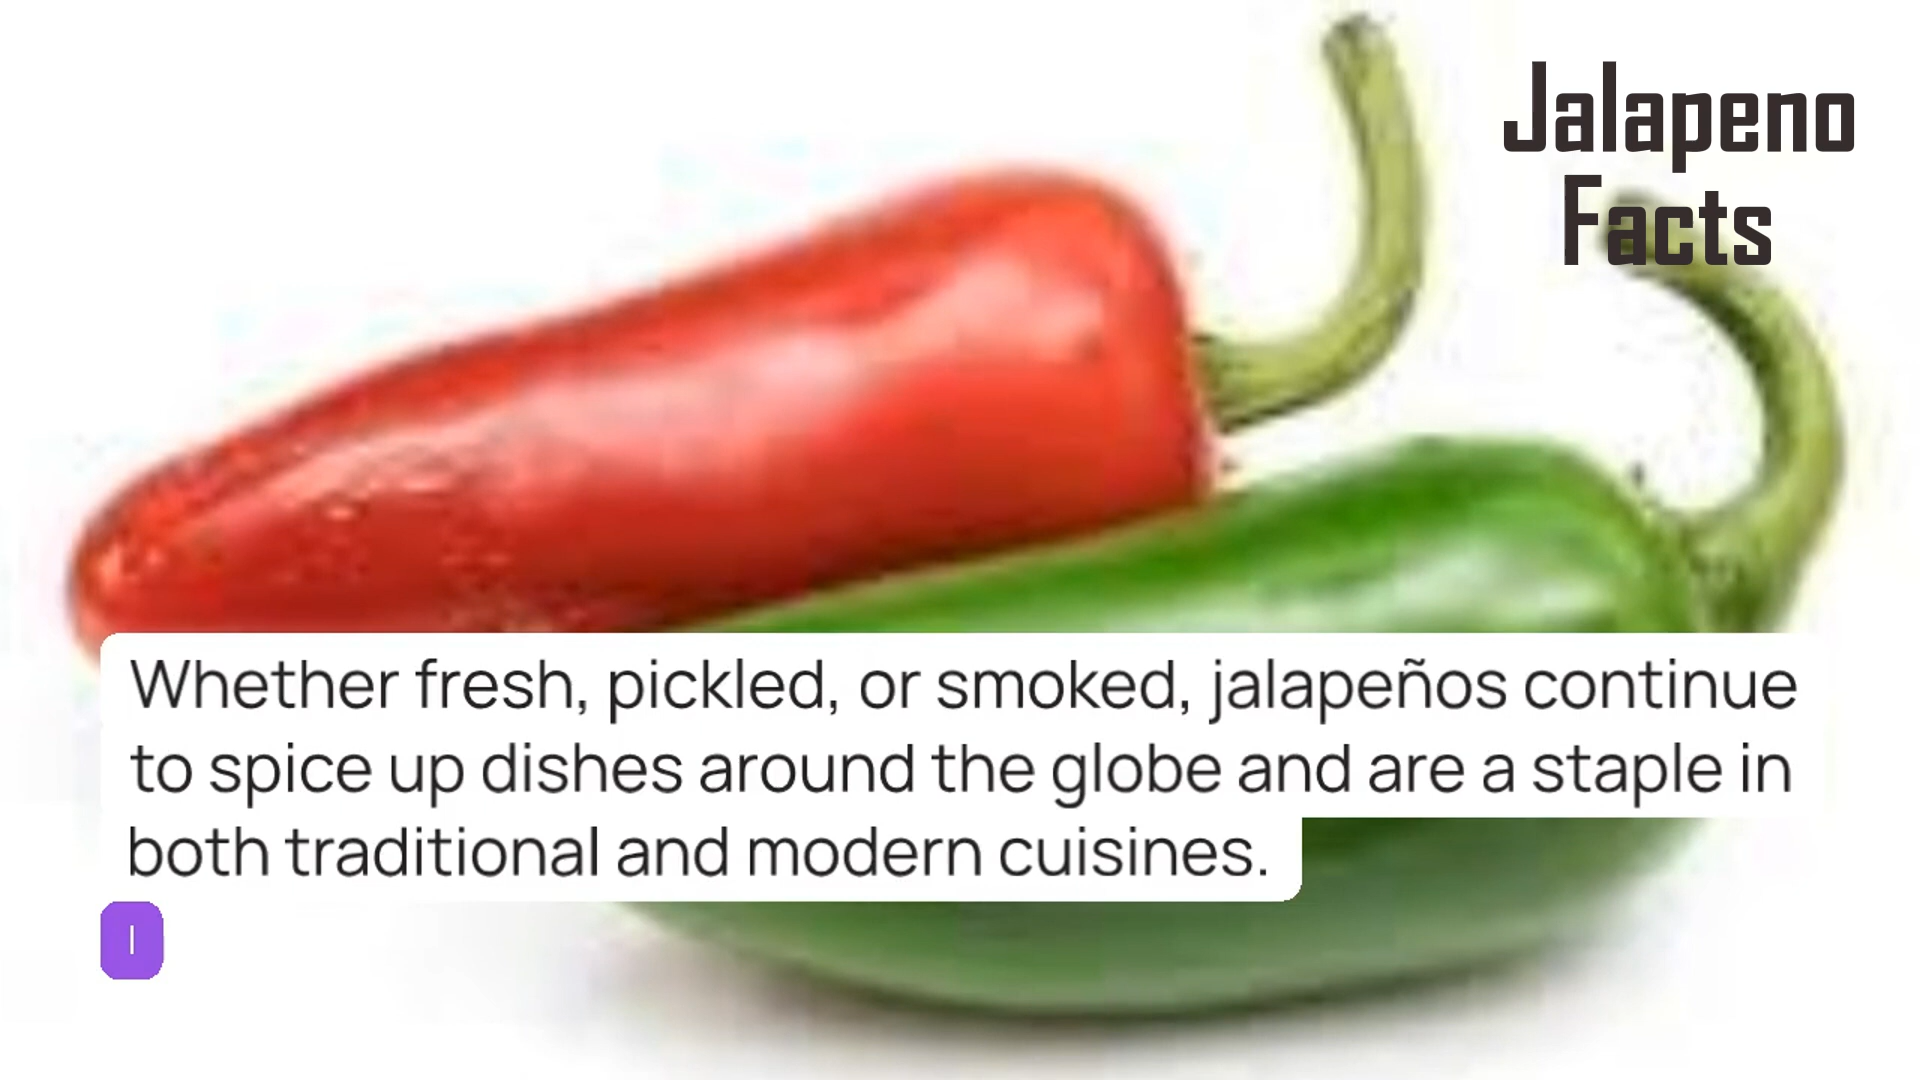 Jalapeno
Facts
Whether fresh, pickled, or smoked, jalapeños continue
to spice up dishes around the globe and are a staple in
both traditional and modern cuisines.
I